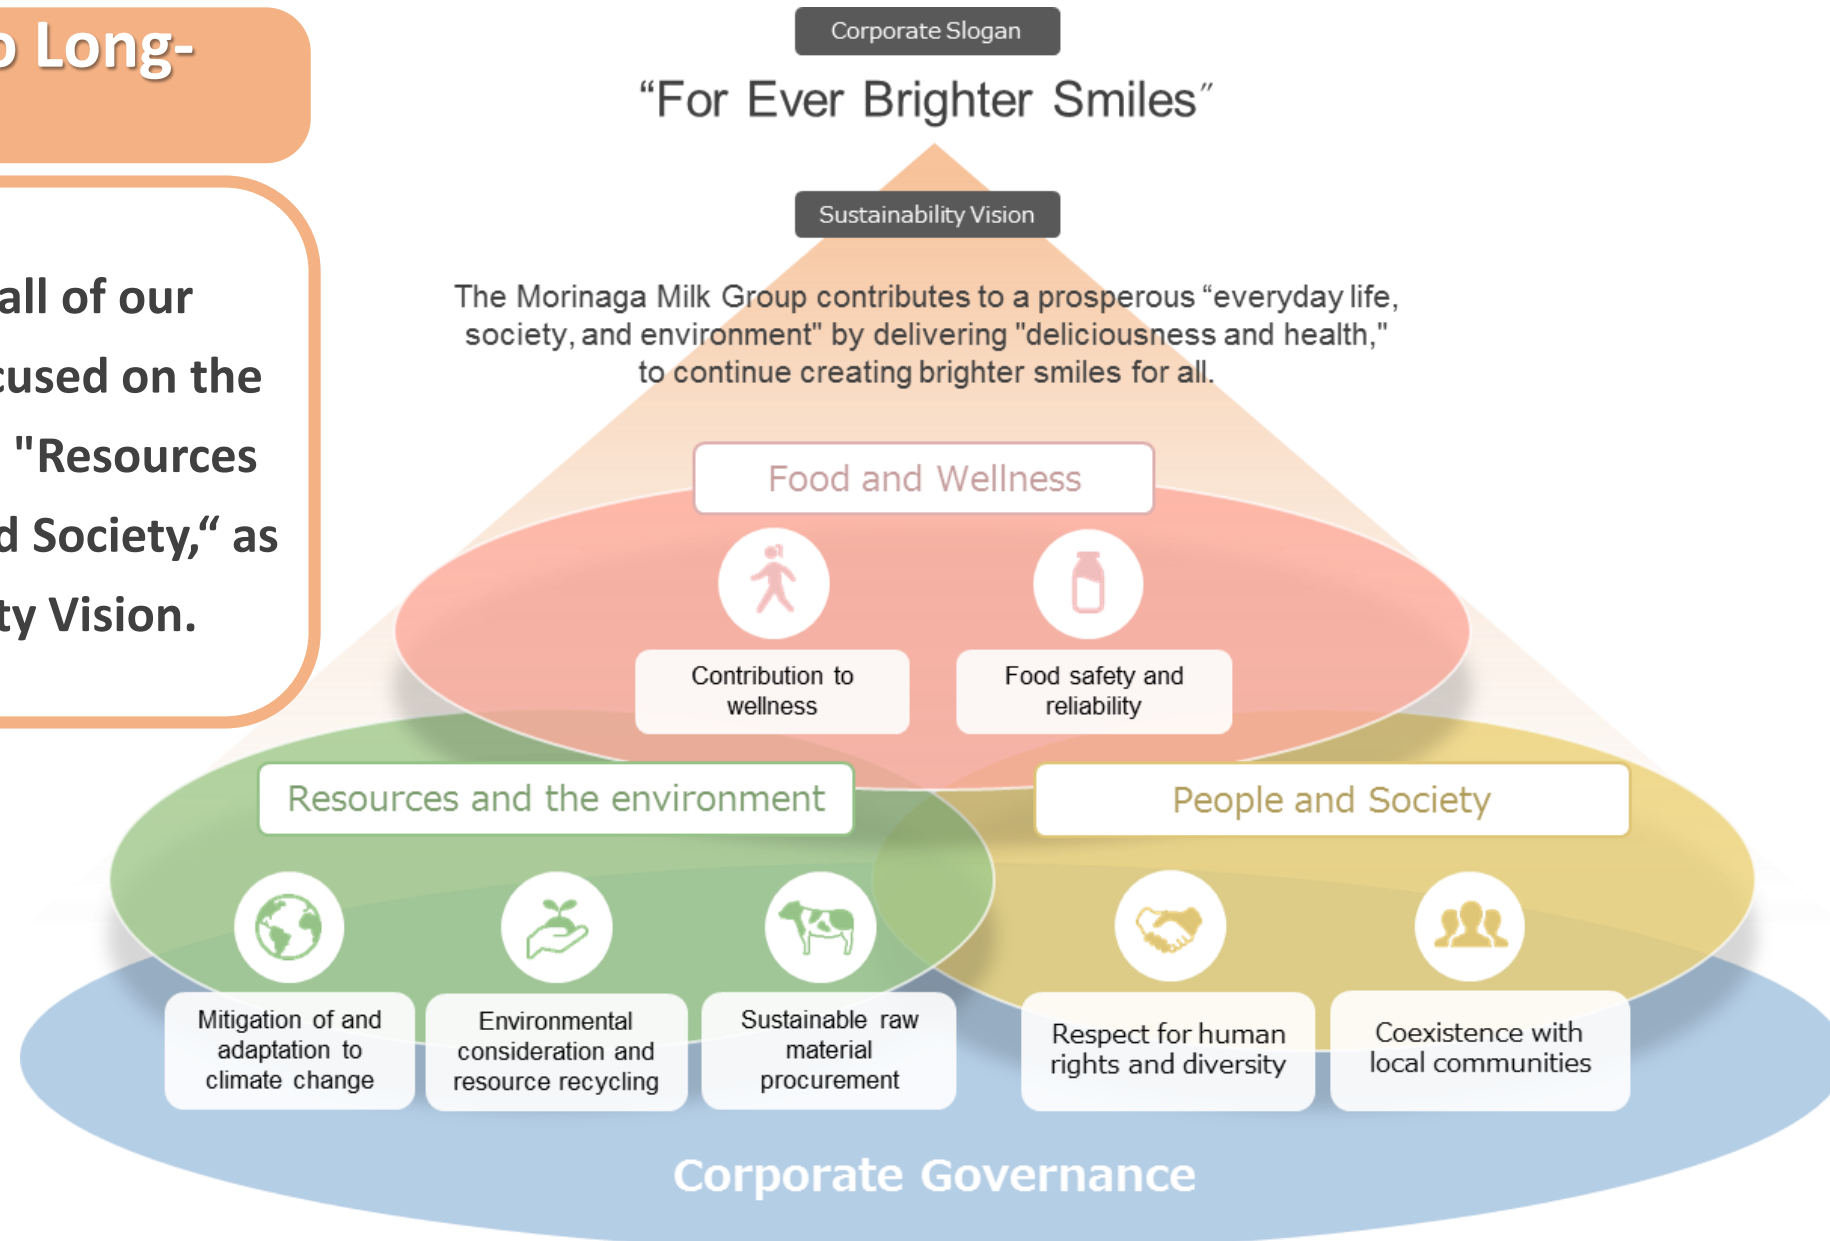 o Long-
all of our
cused on the
"Resources
d Society,“ as
ty Vision.
Corporate Slogan
“For Ever Brighter Smiles”
Sustainability Vision
The Morinaga Milk Group contributes to a prosperous “everyday life,
society, and environment" by delivering "deliciousness and health,"
to continue creating brighter smiles for all.
Food and Wellness
Contribution to
wellness
Food safety and
reliability
Resources and the environment
Mitigation of and
adaptation to
climate change
Environmental
consideration and
resource recycling
Sustainable raw
material
procurement
People and Society
Respect for human
rights and diversity
Coexistence with
local communities
Corporate Governance